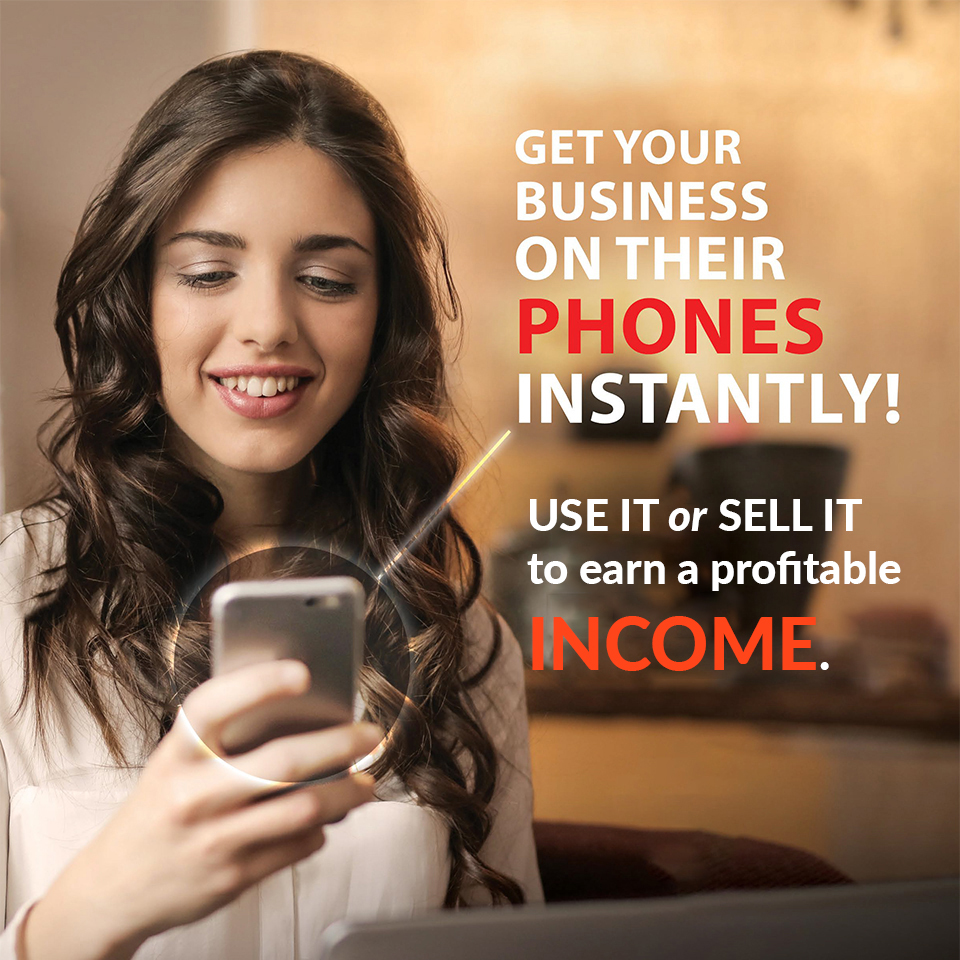 GET YOUR
BUSINESS
ON THEIR
PHONES
INSTANTLY!
USE IT or SELL IT
to earn a profitable
INCOME.